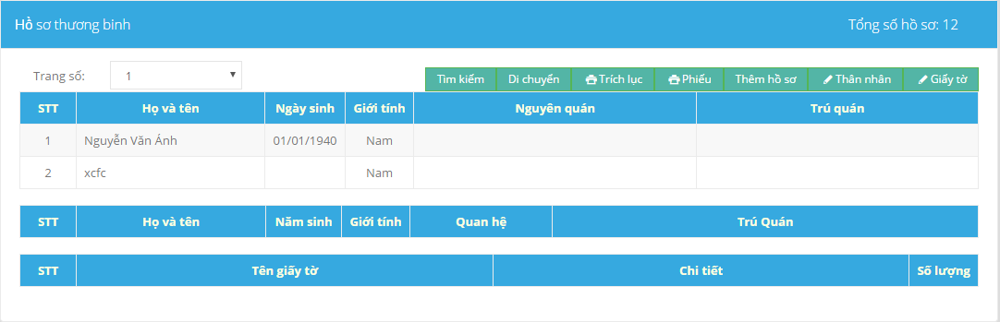 Hồ sơ thương binh Tổng số hồ sơ: 12
Trang số: 1 Tìm kiếm Di chuyển Trích lục Phiếu Thêm hồ sơ Thân nhân Giấy tờ
STT Họ và tên Ngày sinh Giới tính Nguyên quán Trú quán
1 Nguyễn Văn Ánh 01/01/1940 Nam
2 xcfc Nam
STT Họ và tên Năm sinh Giới tính Quan hệ Trú Quán
STT Tên giấy tờ Chi tiết Số lượng